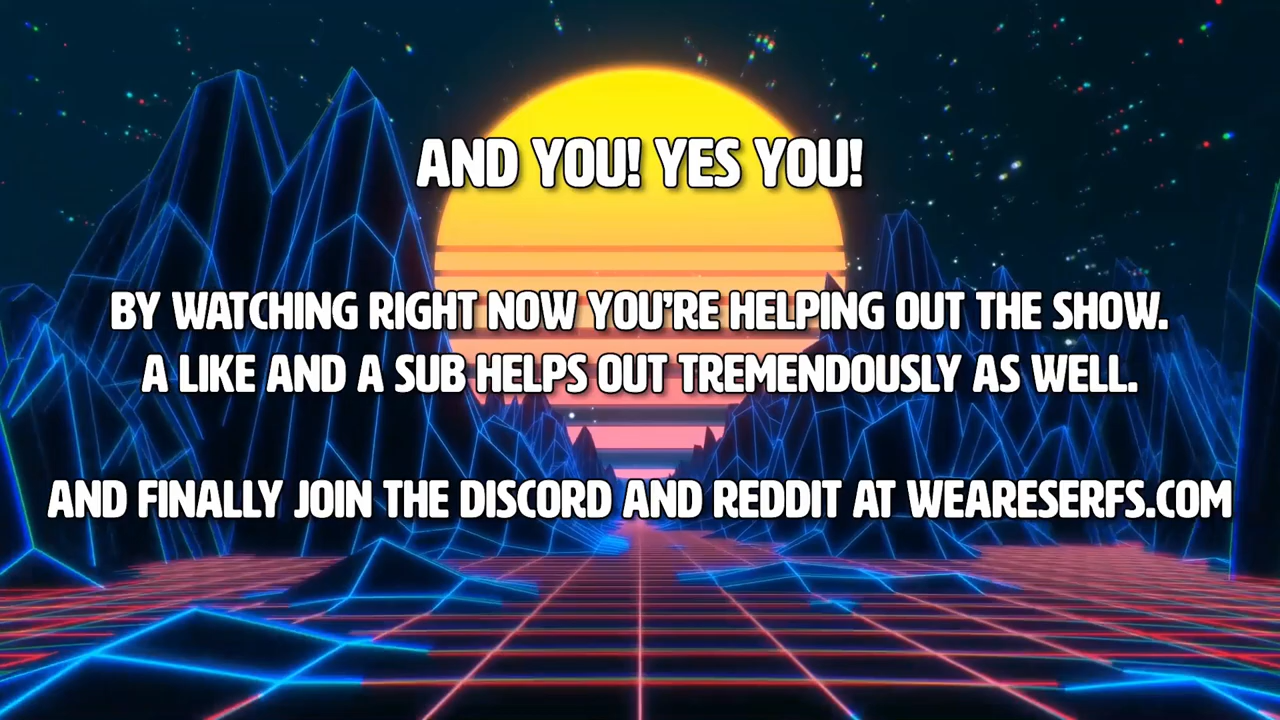 AND YOU! YES YOU!
BY WATCHING RIGHT NOW YOU'RE HELPING OUT THE SHOW.
A LIKE AND A SUB HELPS OUT TREMENDOUSLY AS WELL.
AND FINALLY JOIN THE DISCORD AND REDDIT AT WEARESERFS.COM